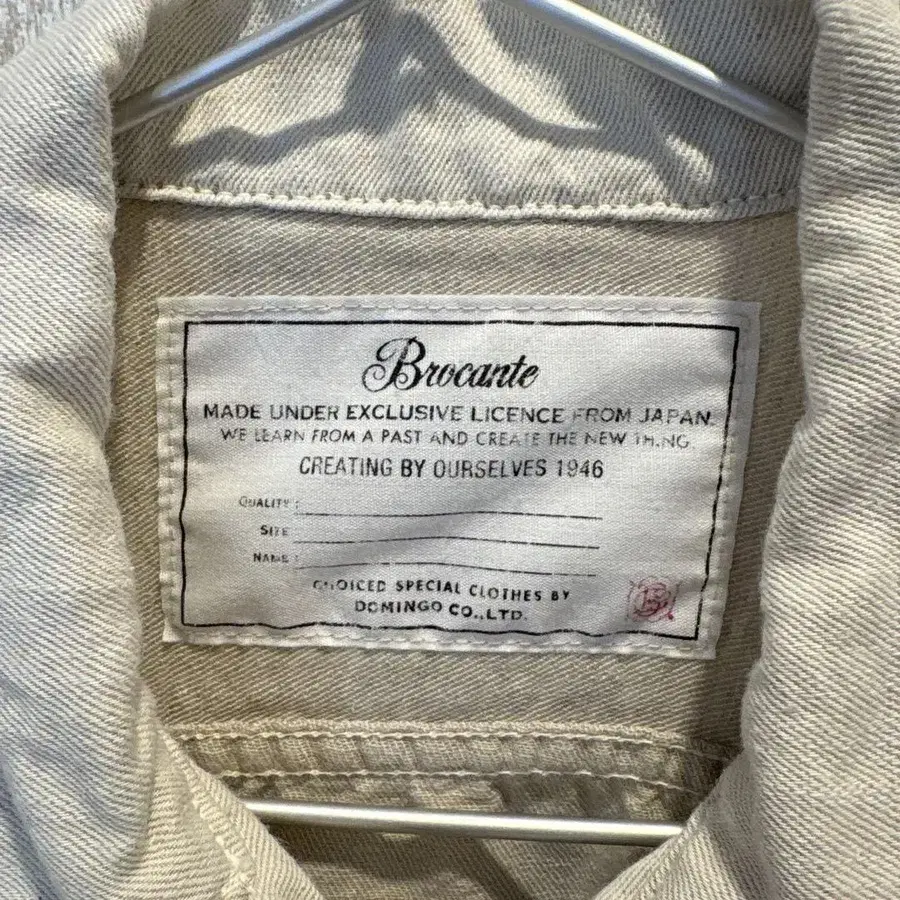 Brocante
MADE UNDER EXCLUSIVE LICENCE FROM JAPAN.
WE LEARN FROM A PAST AND CREATE THE NEW THING.
CREATING BY OURSELVES 1946
QUALITY :
SIZE
NAME :
CHOICED SPECIAL CLOTHES BY
DOMINGO CO.,LTD.